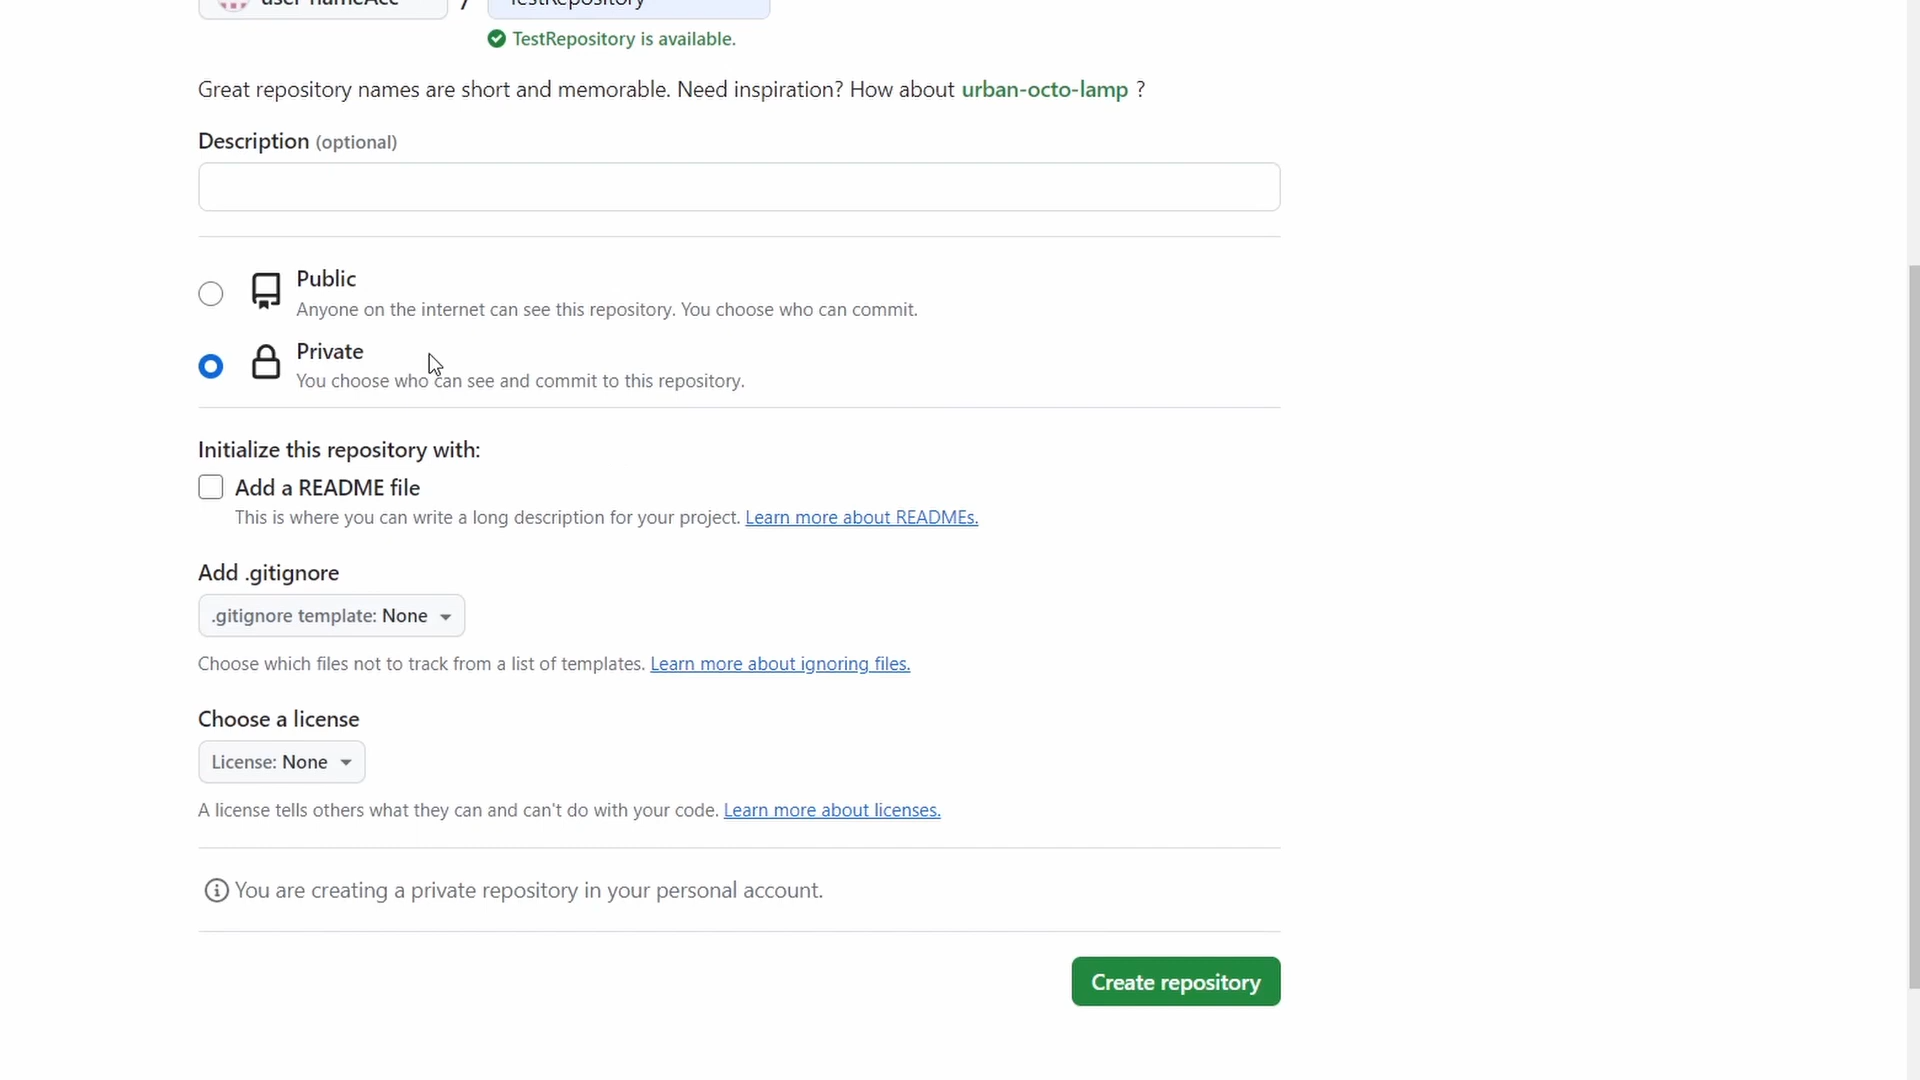 user-nameAcc / TestRepository
TestRepository is available.
Great repository names are short and memorable. Need inspiration? How about urban-octo-lamp ?
Description (optional)
Public
Anyone on the internet can see this repository. You choose who can commit.
Private
You choose who can see and commit to this repository.
Initialize this repository with:
Add a README file
This is where you can write a long description for your project. Learn more about READMEs.
Add .gitignore
.gitignore template: None
Choose which files not to track from a list of templates. Learn more about ignoring files.
Choose a license
License: None
A license tells others what they can and can't do with your code. Learn more about licenses.
You are creating a private repository in your personal account.
Create repository